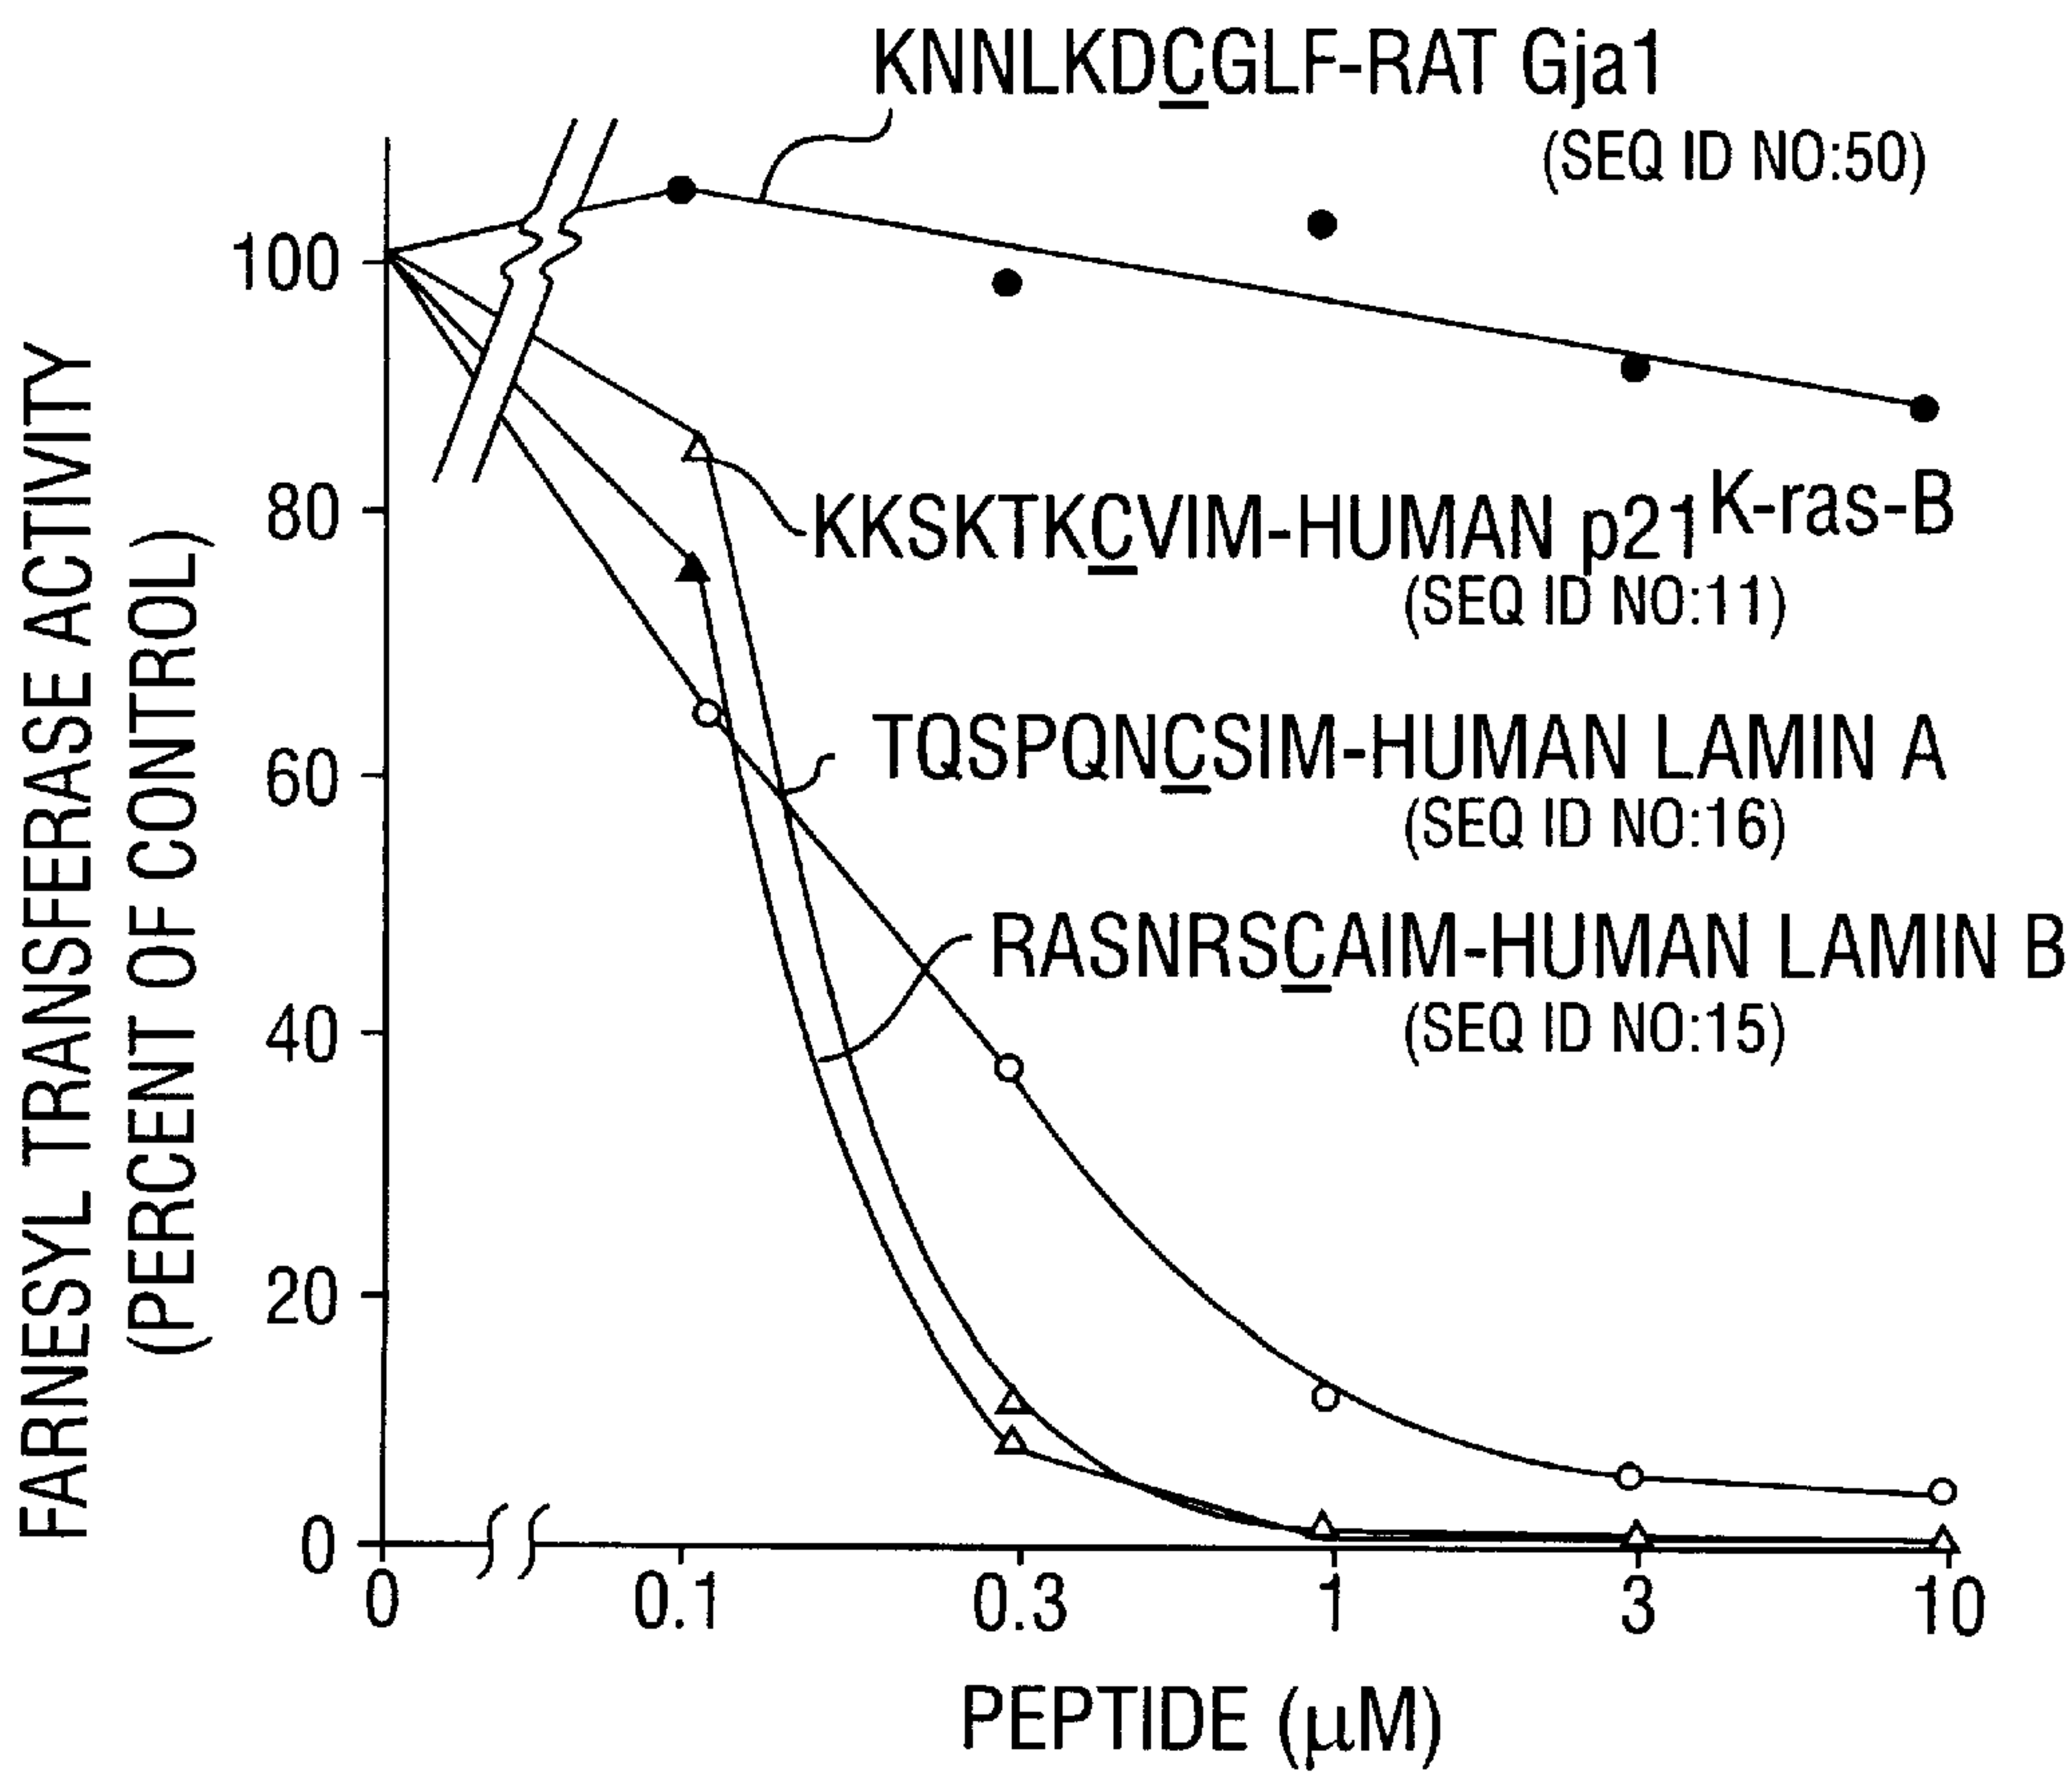 KNNLKDCGLF-RAT Gja1
(SEQ ID NO:50)
100
80
60
40
20
0
FARNESYL TRANSFERASE ACTIVITY
(PERCENT OF CONTROL)
KKSKTKCVIM-HUMAN p21K-ras-B
(SEQ ID NO:11)
TQSPQNCSIM-HUMAN LAMIN A
(SEQ ID NO:16)
RASNRSCAIM-HUMAN LAMIN B
(SEQ ID NO:15)
0 0.1 0.3 1 3 10
PEPTIDE (µM)